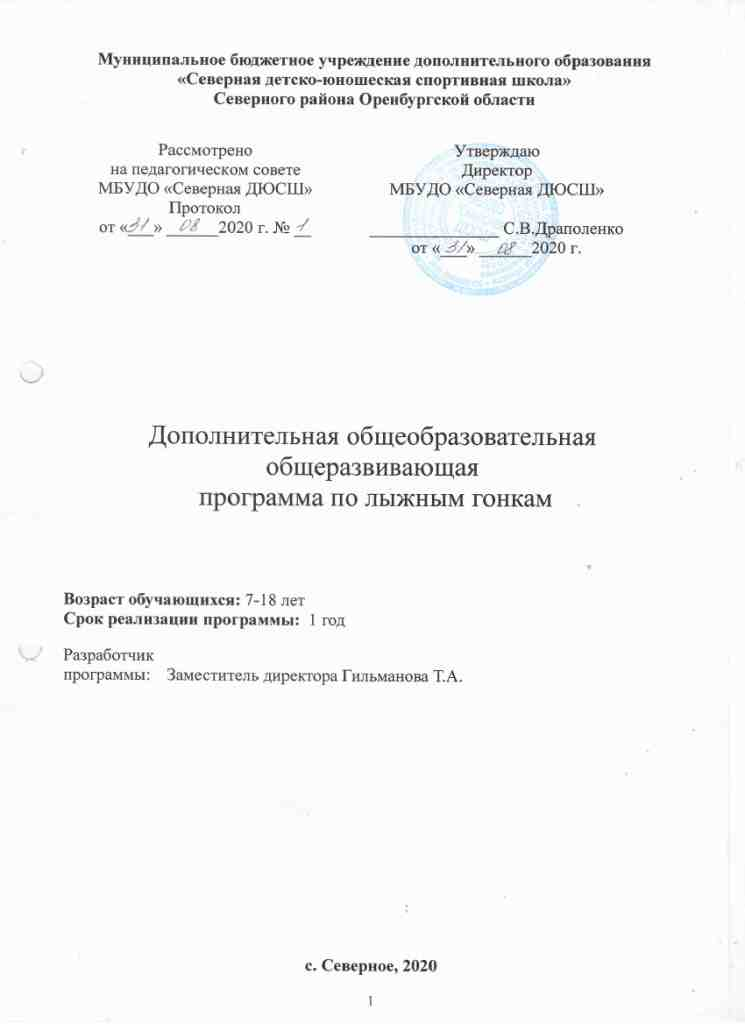 Муниципальное бюджетное учреждение дополнительного образования
«Северная детско-юношеская спортивная школа»
Северного района Оренбургской области
Рассмотрено
на педагогическом совете
МБУДО «Северная ДЮСШ»
Протокол
от «31» 08 2020 г. № 1
Утверждаю
Директор
МБУДО «Северная ДЮСШ»
С.В.Драполенко
от «31» 08 2020 г.
Дополнительная общеобразовательная
общеразвивающая
программа по лыжным гонкам
Возраст обучающихся: 7-18 лет
Срок реализации программы: 1 год
Разработчик
программы: Заместитель директора Гильманова Т.А.
с. Северное, 2020
1